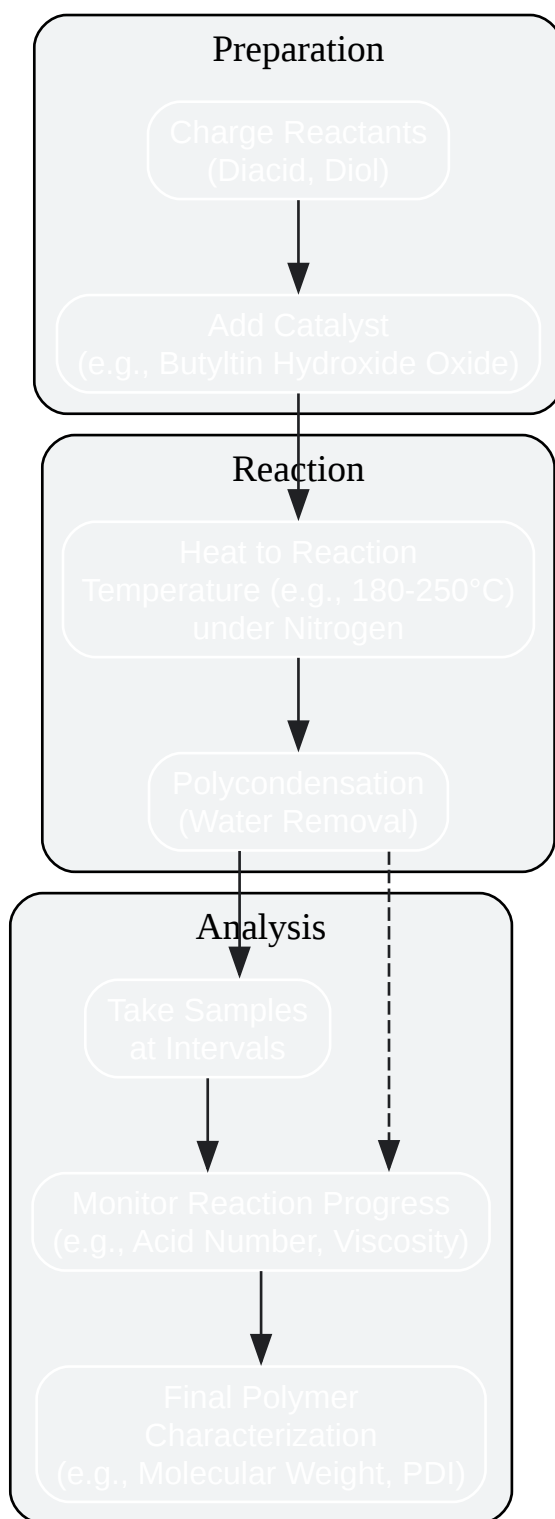 Preparation
Charge Reactants
(Diacid, Diol)
Add Catalyst
(e.g., Butyltin Hydroxide Oxide)
Reaction
Heat to Reaction
Temperature (e.g., 180-250°C)
under Nitrogen
Polycondensation
(Water Removal)
Analysis
Take Samples
at Intervals
Monitor Reaction Progress
(e.g., Acid Number, Viscosity)
Final Polymer
Characterization
(e.g., Molecular Weight, PDI)